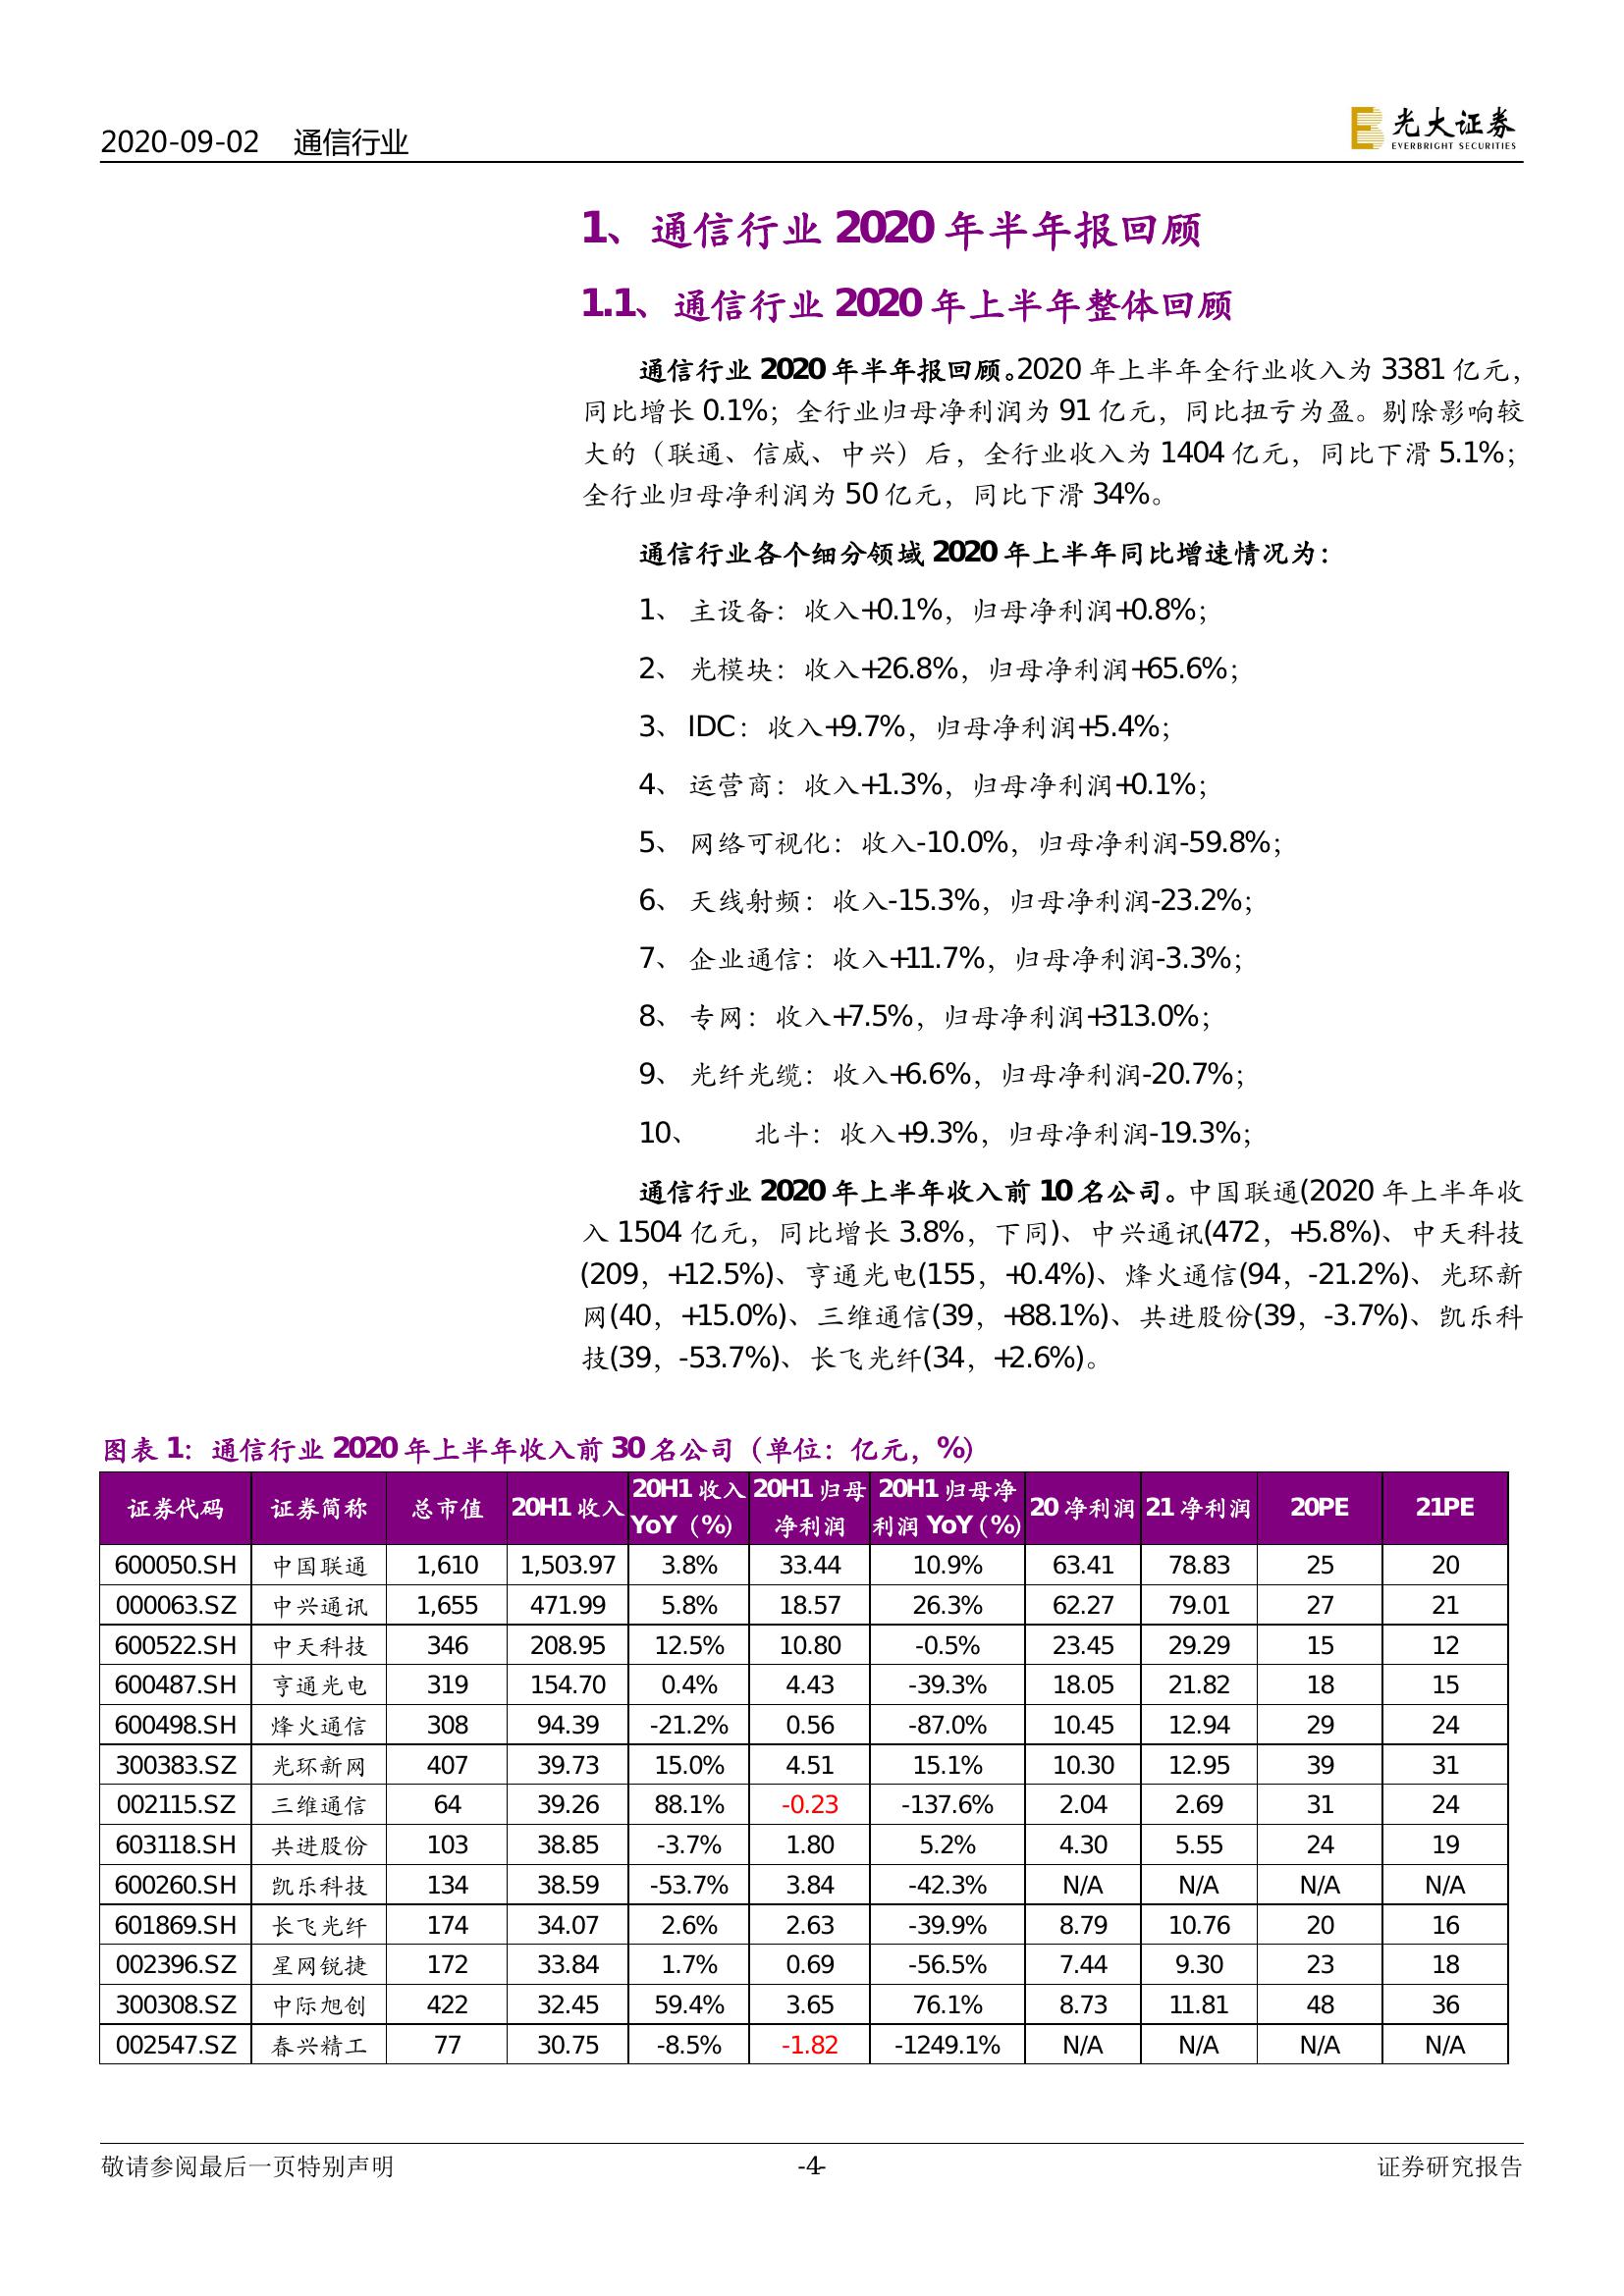 2020-09-02 通信行业
光大证券
EVERBRIGHT SECURITIES
1、通信行业 2020 年半年报回顾
1.1、通信行业 2020 年上半年整体回顾
通信行业 2020 年半年报回顾。2020 年上半年全行业收入为 3381 亿元，
同比增长 0.1%；全行业归母净利润为 91 亿元，同比扭亏为盈。剔除影响较
大的（联通、信威、中兴）后，全行业收入为 1404 亿元，同比下滑 5.1%；
全行业归母净利润为 50 亿元，同比下滑 34%。
通信行业各个细分领域 2020 年上半年同比增速情况为：
1、 主设备：收入+0.1%，归母净利润+0.8%；
2、 光模块：收入+26.8%，归母净利润+65.6%；
3、 IDC：收入+9.7%，归母净利润+5.4%；
4、 运营商：收入+1.3%，归母净利润+0.1%；
5、 网络可视化：收入-10.0%，归母净利润-59.8%；
6、 天线射频：收入-15.3%，归母净利润-23.2%；
7、 企业通信：收入+11.7%，归母净利润-3.3%；
8、 专网：收入+7.5%，归母净利润+313.0%；
9、 光纤光缆：收入+6.6%，归母净利润-20.7%；
10、 北斗：收入+9.3%，归母净利润-19.3%；
通信行业 2020 年上半年收入前 10 名公司。中国联通(2020 年上半年收
入 1504 亿元，同比增长 3.8%，下同)、中兴通讯(472，+5.8%)、中天科技
(209，+12.5%)、亨通光电(155，+0.4%)、烽火通信(94，-21.2%)、光环新
网(40，+15.0%)、三维通信(39，+88.1%)、共进股份(39，-3.7%)、凯乐科
技(39，-53.7%)、长飞光纤(34，+2.6%)。
图表 1：通信行业 2020 年上半年收入前 30 名公司（单位：亿元，%）
证券代码 证券简称 总市值 20H1 收入 20H1 收入 YoY（%） 20H1 归母净利润 20H1 归母净利润 YoY（%） 20 净利润 21 净利润 20PE 21PE
600050.SH 中国联通 1,610 1,503.97 3.8% 33.44 10.9% 63.41 78.83 25 20
000063.SZ 中兴通讯 1,655 471.99 5.8% 18.57 26.3% 62.27 79.01 27 21
600522.SH 中天科技 346 208.95 12.5% 10.80 -0.5% 23.45 29.29 15 12
600487.SH 亨通光电 319 154.70 0.4% 4.43 -39.3% 18.05 21.82 18 15
600498.SH 烽火通信 308 94.39 -21.2% 0.56 -87.0% 10.45 12.94 29 24
300383.SZ 光环新网 407 39.73 15.0% 4.51 15.1% 10.30 12.95 39 31
002115.SZ 三维通信 64 39.26 88.1% -0.23 -137.6% 2.04 2.69 31 24
603118.SH 共进股份 103 38.85 -3.7% 1.80 5.2% 4.30 5.55 24 19
600260.SH 凯乐科技 134 38.59 -53.7% 3.84 -42.3% N/A N/A N/A N/A
601869.SH 长飞光纤 174 34.07 2.6% 2.63 -39.9% 8.79 10.76 20 16
002396.SZ 星网锐捷 172 33.84 1.7% 0.69 -56.5% 7.44 9.30 23 18
300308.SZ 中际旭创 422 32.45 59.4% 3.65 76.1% 8.73 11.81 48 36
002547.SZ 春兴精工 77 30.75 -8.5% -1.82 -1249.1% N/A N/A N/A N/A
敬请参阅最后一页特别声明 -4- 证券研究报告